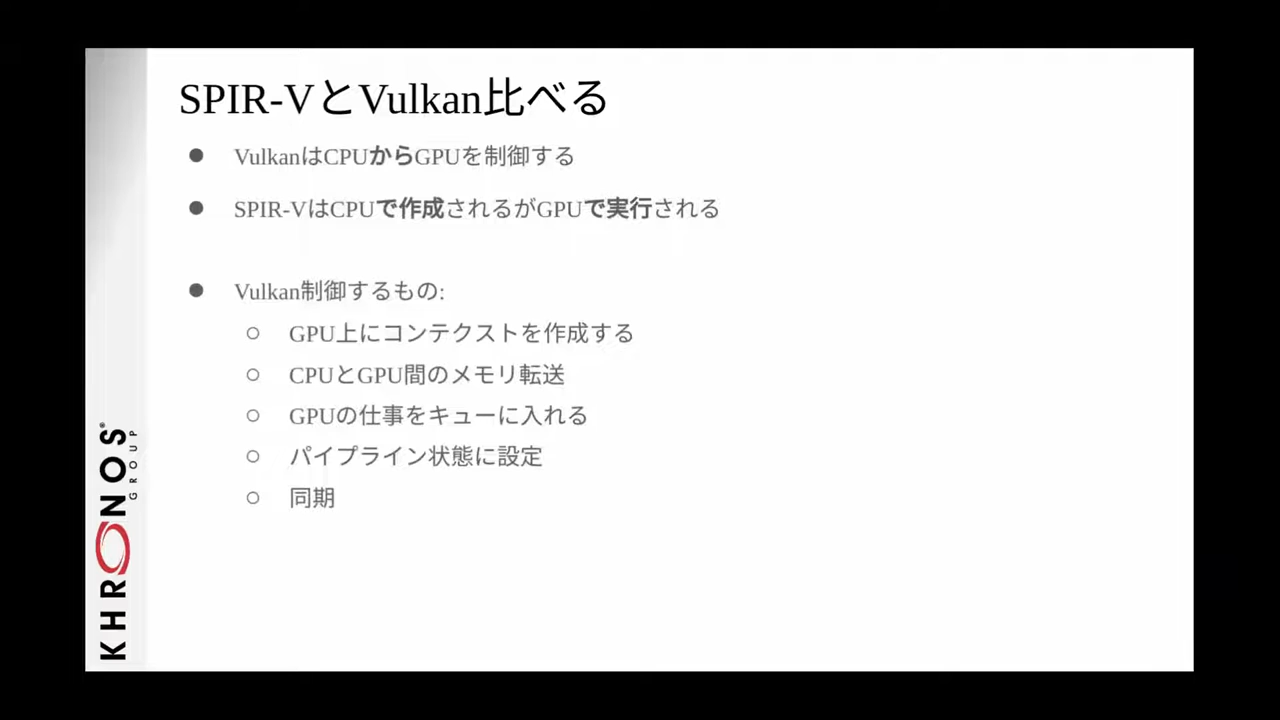 SPIR-VとVulkan比べる
● VulkanはCPUからGPUを制御する
● SPIR-VはCPUで作成されるがGPUで実行される
● Vulkan制御するもの:
○ GPU上にコンテクストを作成する
○ CPUとGPU間のメモリ転送
○ GPUの仕事をキューに入れる
○ パイプライン状態に設定
○ 同期
KHRONOS®
GROUP